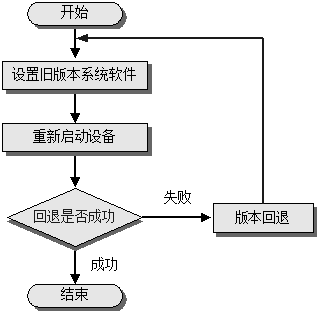 开始
设置旧版本系统软件
重新启动设备
回退是否成功
失败
版本回退
成功
结束